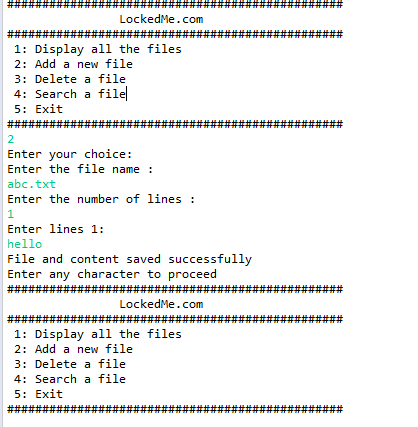 ################################################
LockedMe.com
################################################
1: Display all the files
2: Add a new file
3: Delete a file
4: Search a file
5: Exit
################################################
2
Enter your choice:
Enter the file name :
abc.txt
Enter the number of lines :
1
Enter lines 1:
hello
File and content saved successfully
Enter any character to proceed
################################################
LockedMe.com
################################################
1: Display all the files
2: Add a new file
3: Delete a file
4: Search a file
5: Exit
################################################